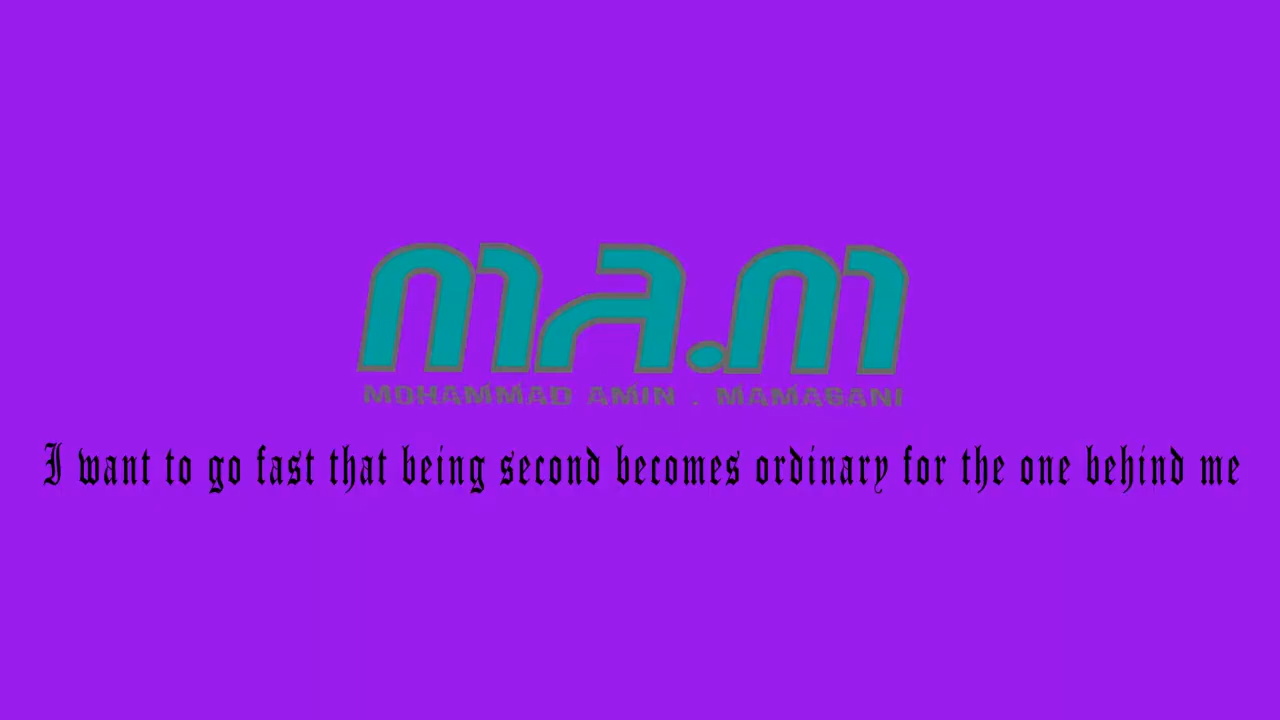 ma.m
MOHAMMAD AMIN . MAMAGANI
I want to go fast that being second becomes ordinary for the one behind me